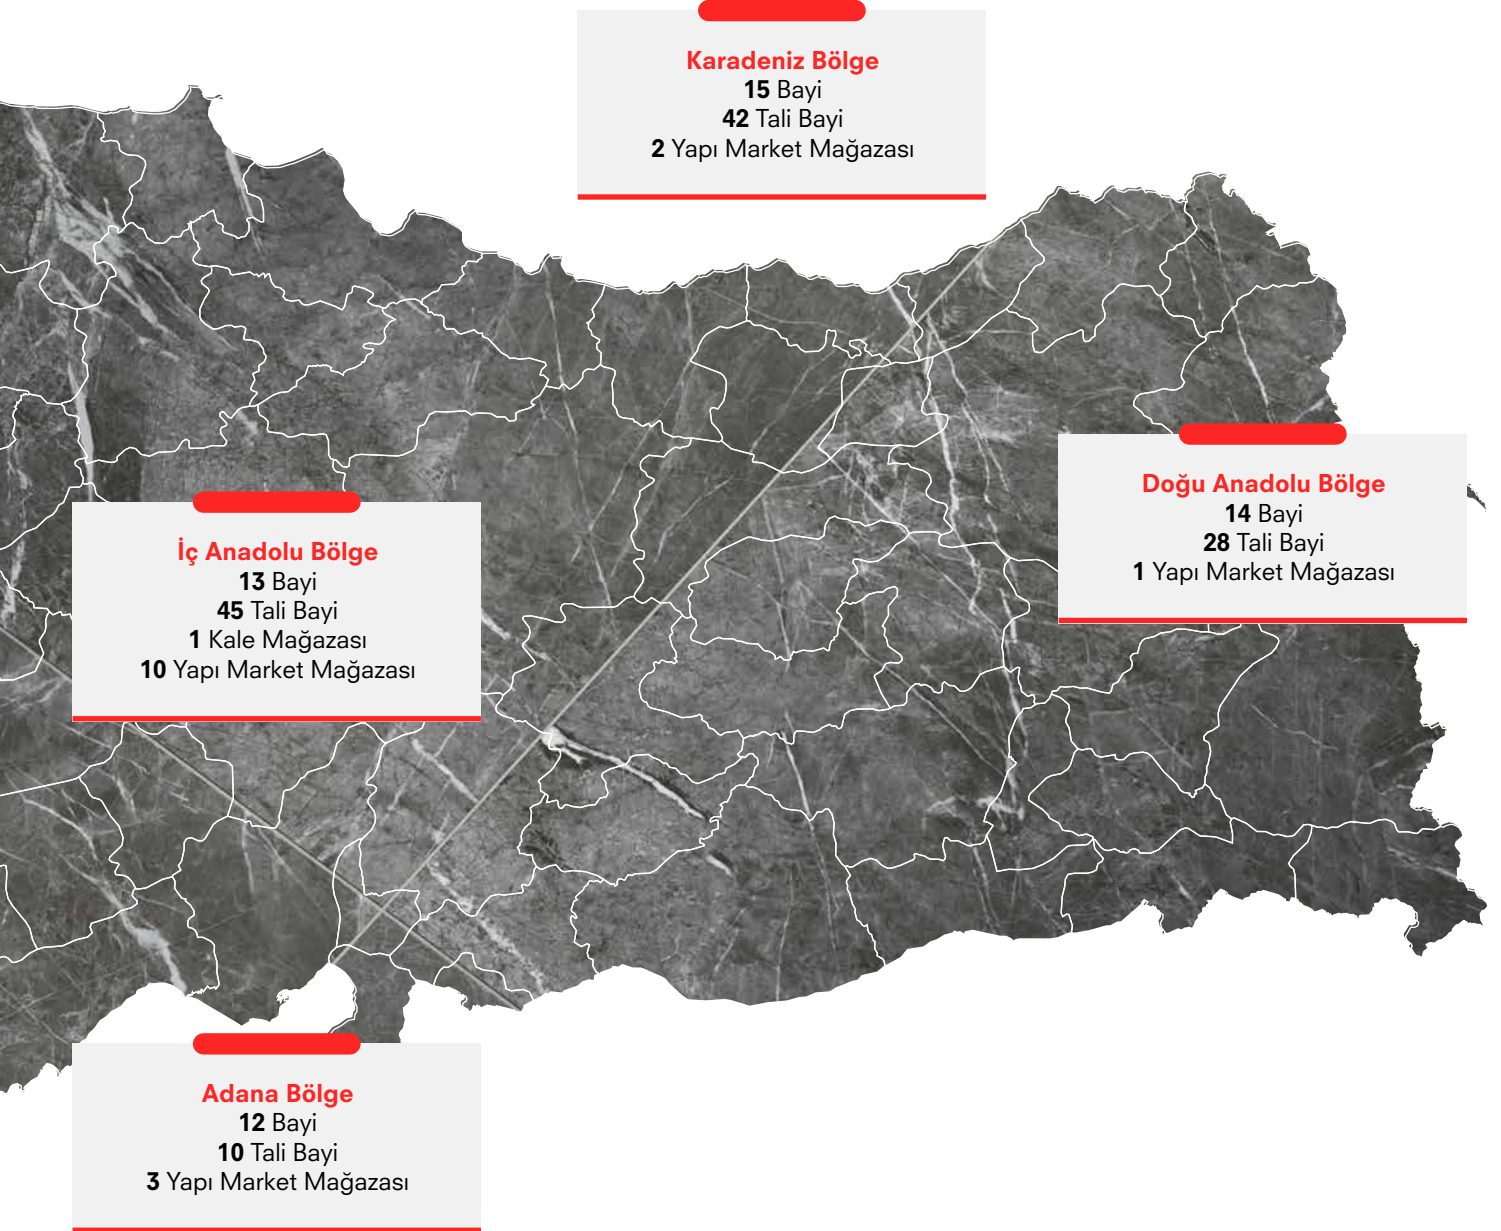 Karadeniz Bölge
15 Bayi
42 Tali Bayi
2 Yapı Market Mağazası
Doğu Anadolu Bölge
14 Bayi
28 Tali Bayi
1 Yapı Market Mağazası
İç Anadolu Bölge
13 Bayi
45 Tali Bayi
1 Kale Mağazası
10 Yapı Market Mağazası
Adana Bölge
12 Bayi
10 Tali Bayi
3 Yapı Market Mağazası